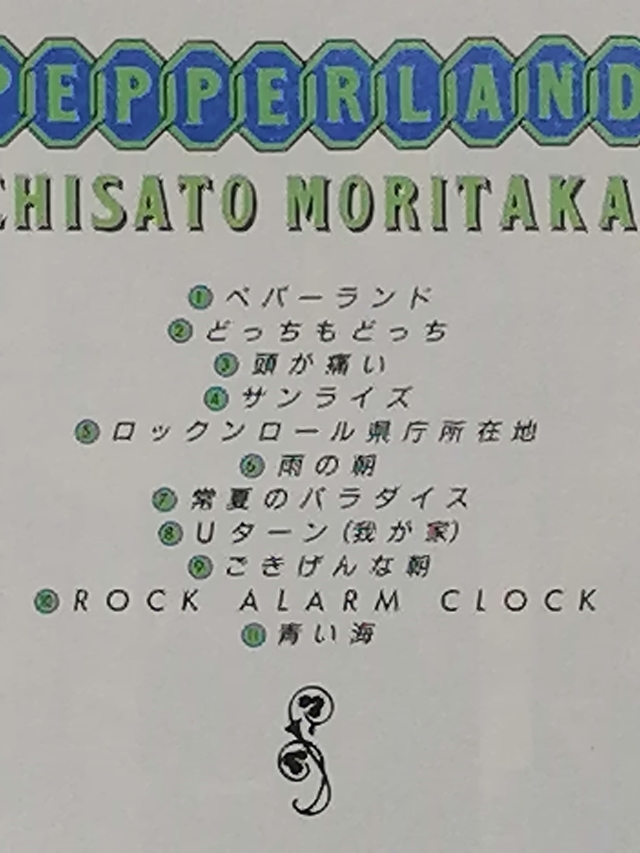 PEPPERLAND
CHISATO MORITAKA
1 ペパーランド
2 どっちもどっち
3 頭が痛い
4 サンライズ
5 ロックンロール県庁所在地
6 雨の朝
7 常夏のパラダイス
8 Uターン(我が家)
9 ごきげんな朝
10 ROCK ALARM CLOCK
11 青い海